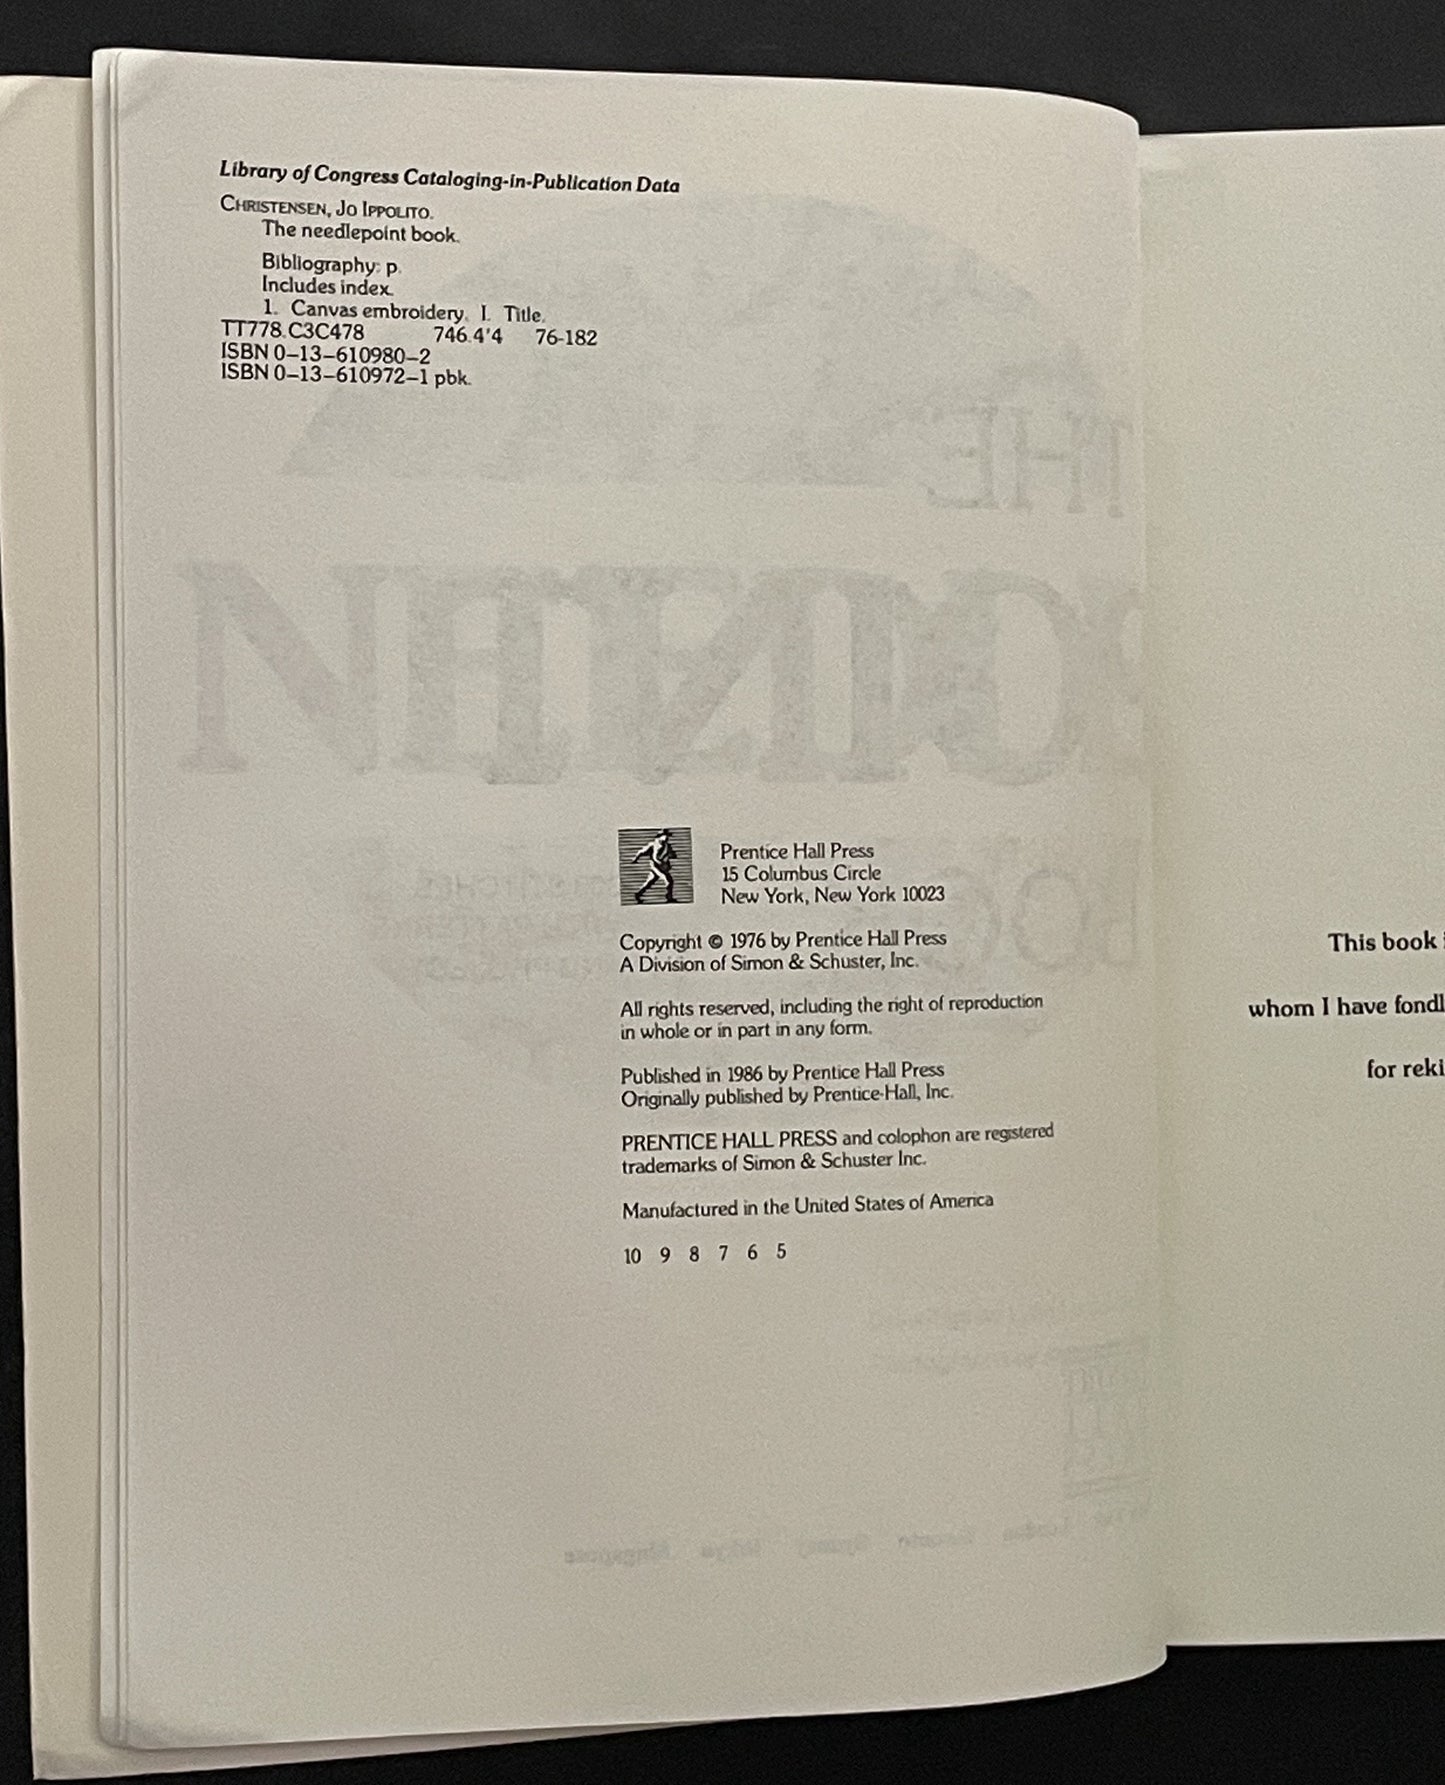 Library of Congress Cataloging-in-Publication Data
CHRISTENSEN, JO IPPOLITO.
The needlepoint book.
Bibliography: p.
Includes index.
1. Canvas embroidery. I. Title.
TT778.C3C478 746.4'4 76-182
ISBN 0–13–610980–2
ISBN 0–13–610972–1 pbk.
Prentice Hall Press
15 Columbus Circle
New York, New York 10023
Copyright © 1976 by Prentice Hall Press
A Division of Simon & Schuster, Inc.
All rights reserved, including the right of reproduction
in whole or in part in any form.
Published in 1986 by Prentice Hall Press
Originally published by Prentice-Hall, Inc.
PRENTICE HALL PRESS and colophon are registered
trademarks of Simon & Schuster Inc.
Manufactured in the United States of America
10 9 8 7 6 5
This book
whom I have
for